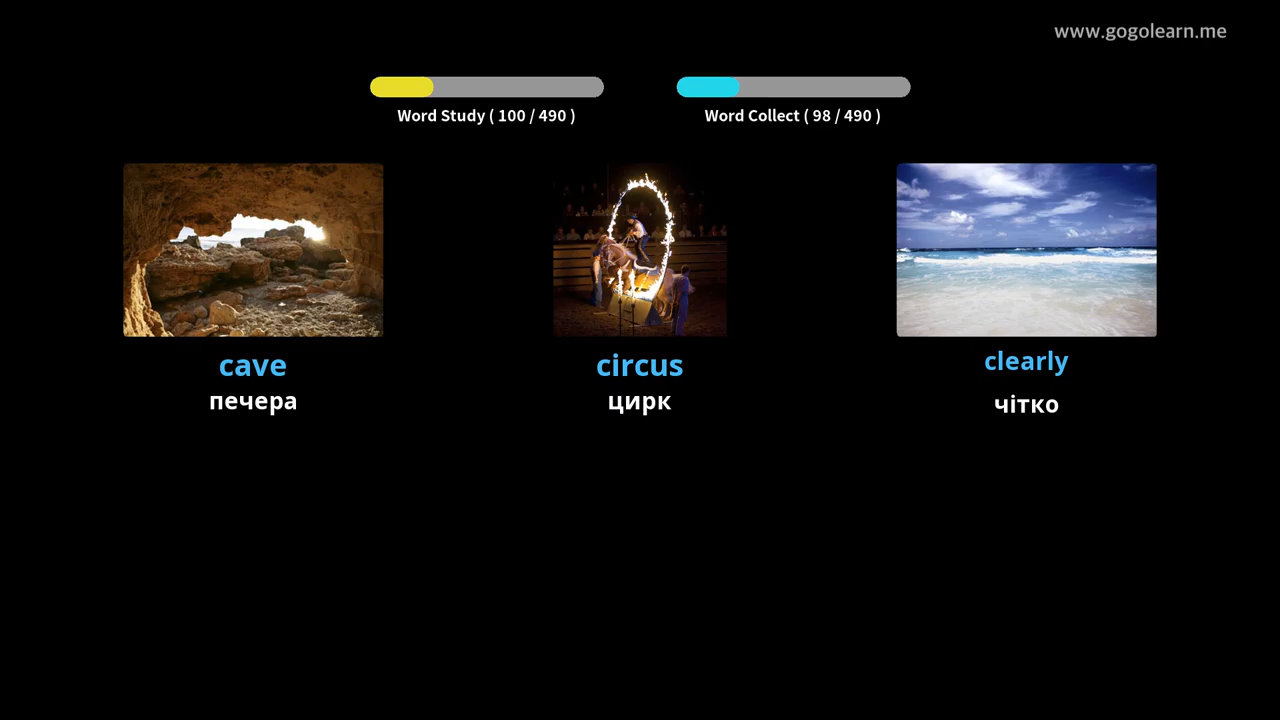 www.gogolearn.me
Word Study ( 100 / 490 )
Word Collect ( 98 / 490 )
cave
печера
circus
цирк
clearly
чітко